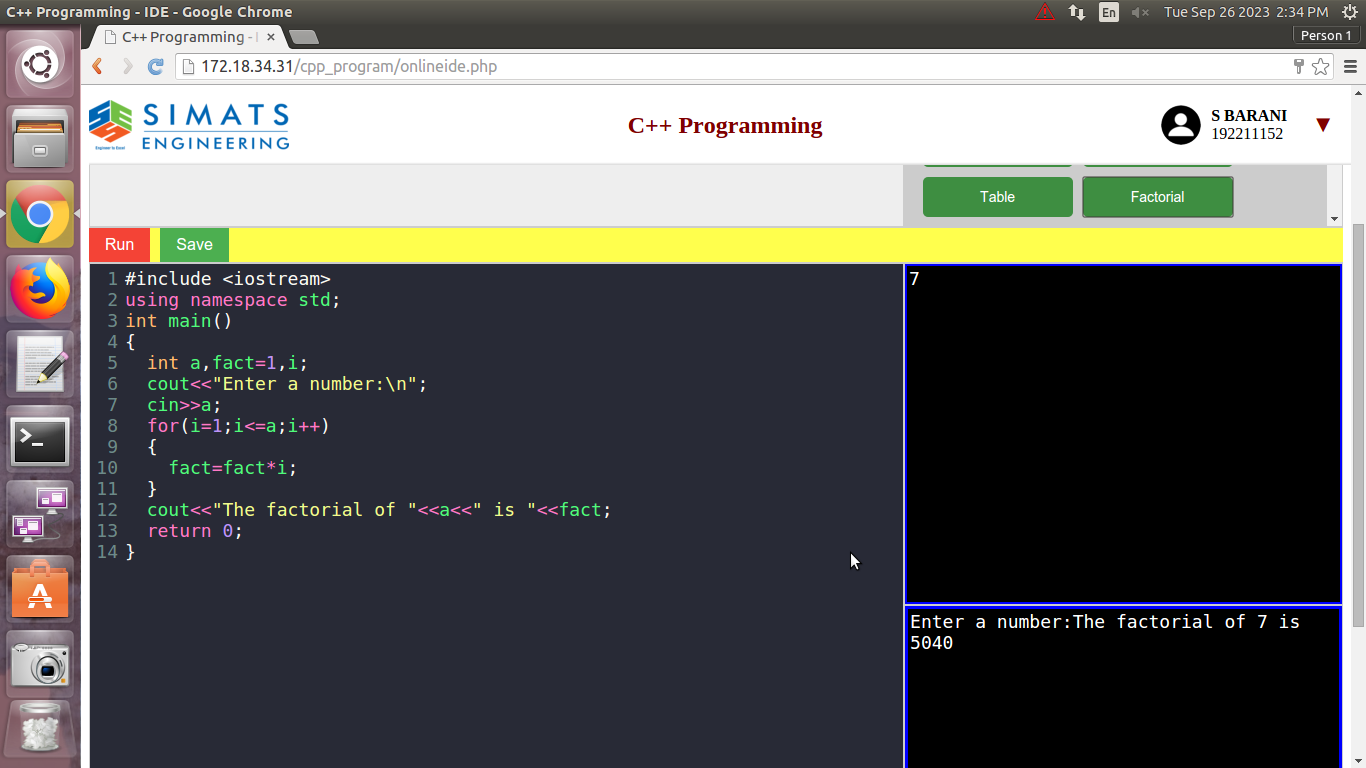 C++ Programming - IDE - Google Chrome
En
Tue Sep 26 2023 2:34 PM
C++ Programming -
Person 1
172.18.34.31/cpp_program/onlineide.php
SIMATS
ENGINEERING
Engineer to Excel
C++ Programming
S BARANI
192211152
Table
Factorial
Run
Save
1 #include <iostream>
2 using namespace std;
3 int main()
4 {
5   int a,fact=1,i;
6   cout<<"Enter a number:\n";
7   cin>>a;
8   for(i=1;i<=a;i++)
9   {
10     fact=fact*i;
11   }
12   cout<<"The factorial of "<<a<<" is "<<fact;
13   return 0;
14 }
7
Enter a number:The factorial of 7 is
5040